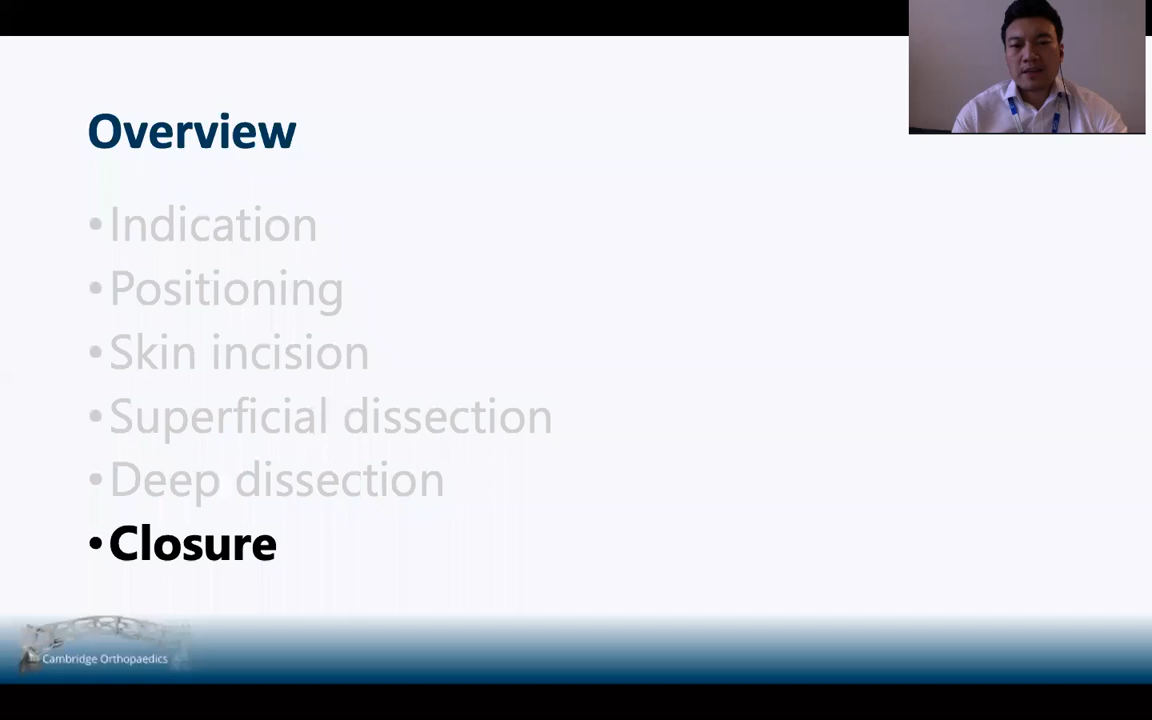 Overview
•Indication
•Positioning
•Skin incision
•Superficial dissection
•Deep dissection
•Closure
Cambridge Orthopaedics